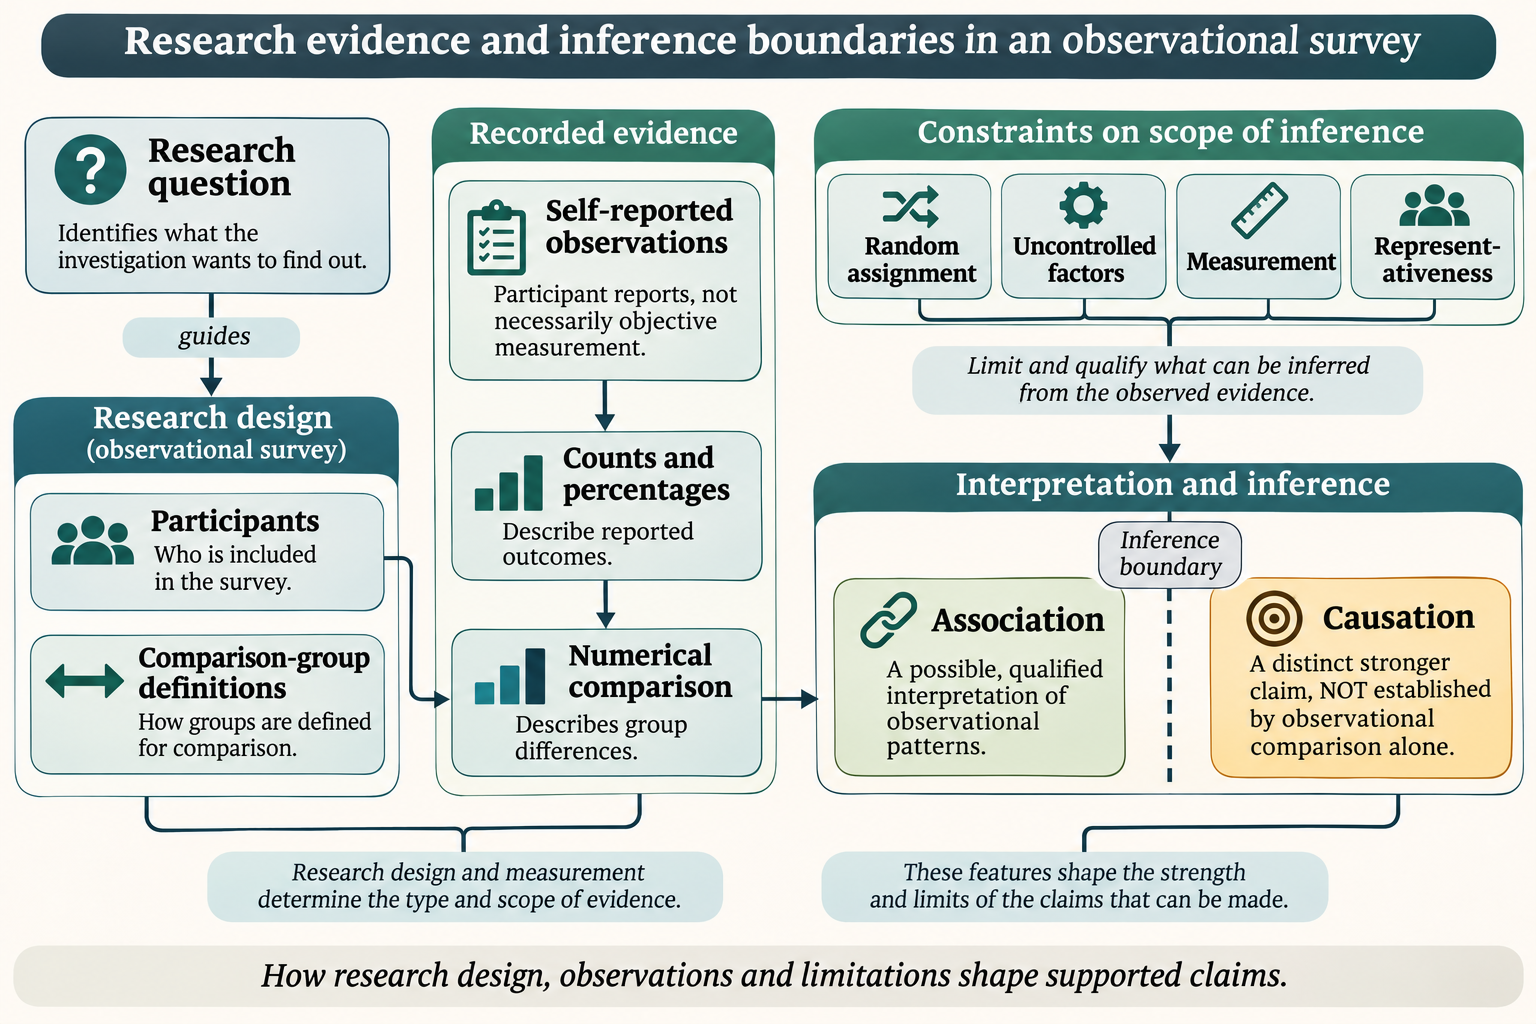 Research evidence and inference boundaries in an observational survey
?
Research
question
Identifies what the
investigation wants to find out.
guides
Research design
(observational survey)
Participants
Who is included
in the survey.
Comparison-group
definitions
How groups are defined
for comparison.
Recorded evidence
Self-reported
observations
Participant reports, not
necessarily objective
measurement.
Counts and
percentages
Describe reported
outcomes.
Numerical
comparison
Describes group
differences.
Research design and measurement
determine the type and scope of evidence.
Constraints on scope of inference
Random
assignment
Uncontrolled
factors
Measurement
Represent-
ativeness
Limit and qualify what can be inferred
from the observed evidence.
Interpretation and inference
Inference
boundary
Association
A possible, qualified
interpretation of
observational
patterns.
Causation
A distinct stronger
claim, NOT established
by observational
comparison alone.
These features shape the strength
and limits of the claims that can be made.
How research design, observations and limitations shape supported claims.